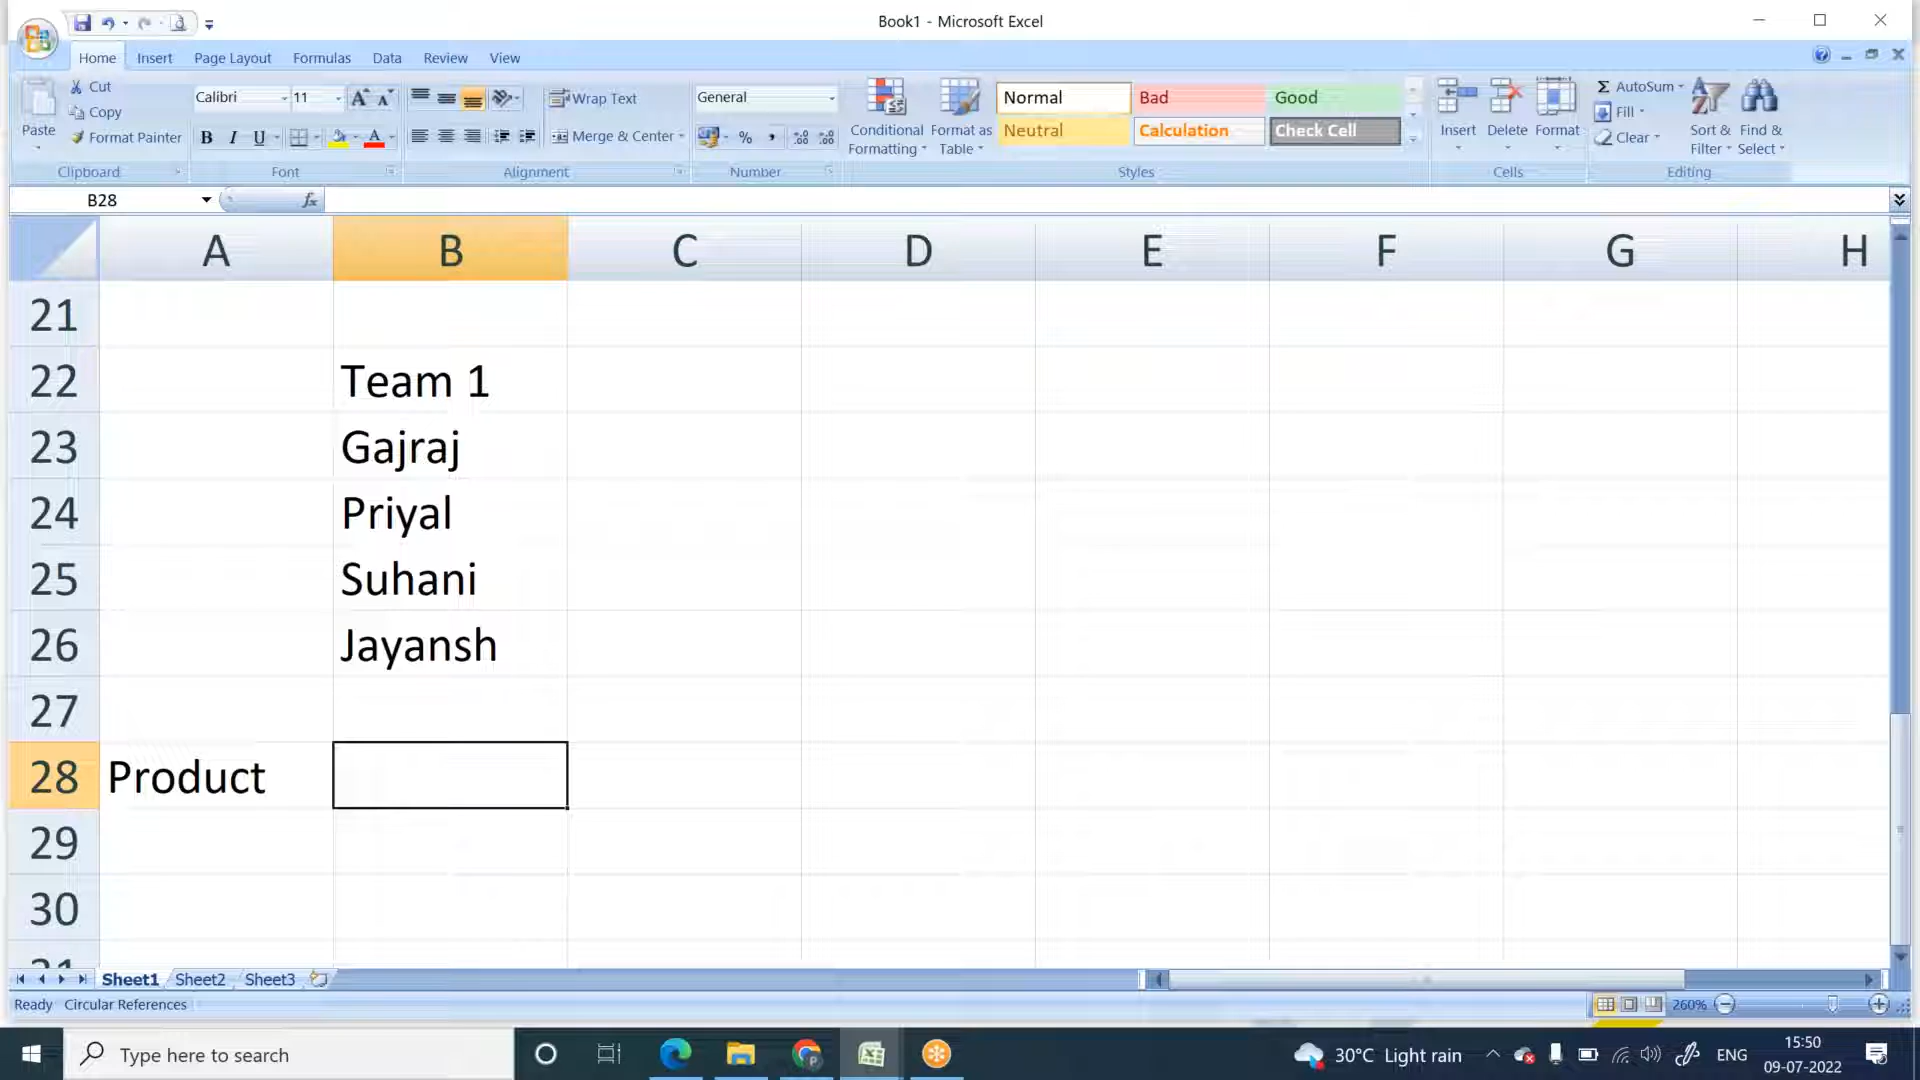 Book1 - Microsoft Excel
Home Insert Page Layout Formulas Data Review View
Paste
Cut
Copy
Format Painter
Clipboard
Calibri 11
B I U
Font
Wrap Text
Merge & Center
Alignment
General
%
Number
Conditional Formatting
Format as Table
Normal Bad Good
Neutral Calculation Check Cell
Styles
Insert Delete Format
Cells
Σ AutoSum
Fill
Clear
Sort & Filter
Find & Select
Editing
B28 fx
A B C D E F G H
21
22 Team 1
23 Gajraj
24 Priyal
25 Suhani
26 Jayansh
27
28 Product
29
30
Sheet1 Sheet2 Sheet3
Ready Circular References 260%
Type here to search
30°C Light rain
ENG
15:50
09-07-2022